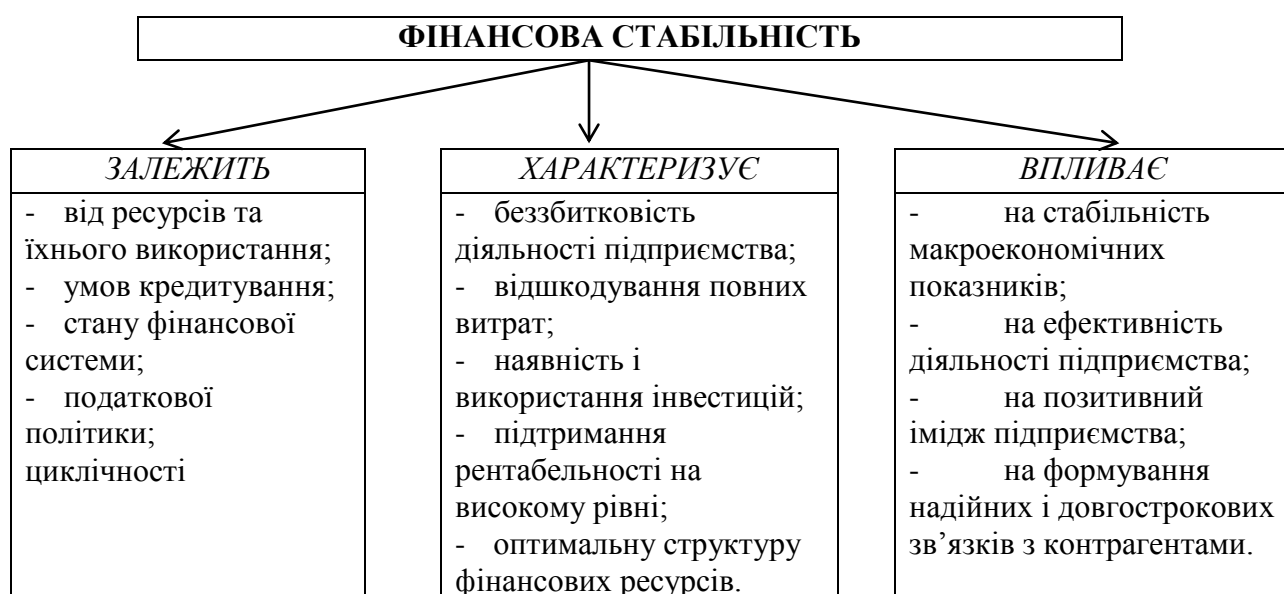 ФІНАНСОВА СТАБІЛЬНІСТЬ
ЗАЛЕЖИТЬ
- від ресурсів та
їхнього використання;
- умов кредитування;
- стану фінансової
системи;
- податкової
політики;
циклічності
ХАРАКТЕРИЗУЄ
- беззбитковість
діяльності підприємства;
- відшкодування повних
витрат;
- наявність і
використання інвестицій;
- підтримання
рентабельності на
високому рівні;
- оптимальну структуру
фінансових ресурсів.
ВПЛИВАЄ
- на стабільність
макроекономічних
показників;
- на ефективність
діяльності підприємства;
- на позитивний
імідж підприємства;
- на формування
надійних і довгострокових
зв’язків з контрагентами.